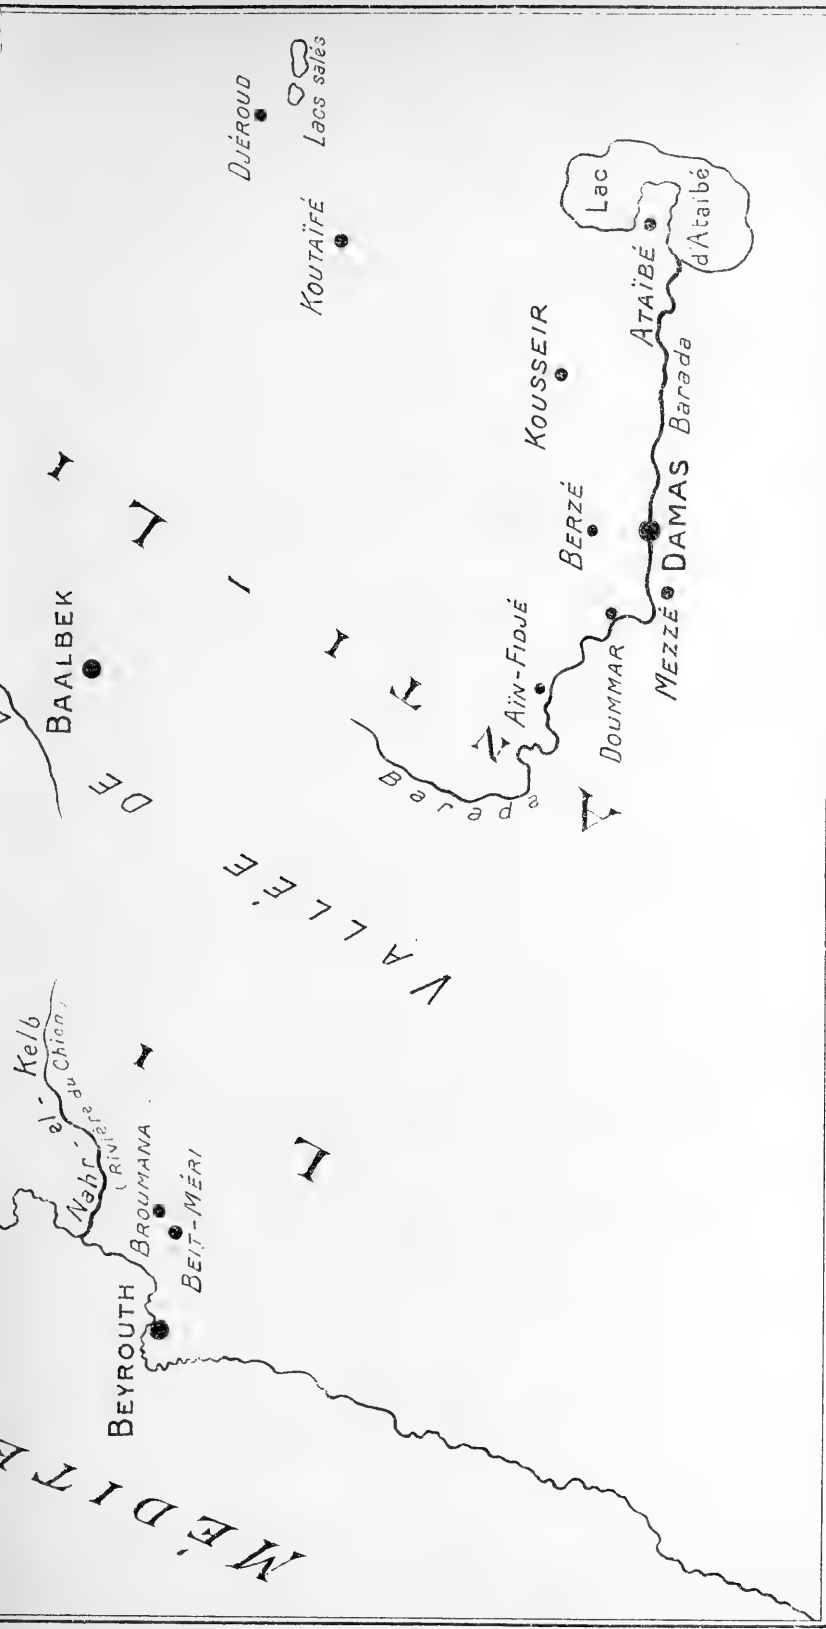 MÉDITE
BEYROUTH
BROUMANA
BEIT-MÉRI
Nahr-el-Kelb
(Rivière du Chien)
L I
VALLÉE DE
BAALBEK
A N T I - L I
Barada
AÏN-FIDJÉ
DOUMMAR
MEZZÉ
DAMAS
Barada
BERZÉ
KOUSSEIR
ATAÏBÉ
Lac
d'Ataïbé
KOUTAÏFÉ
DJÉROUD
Lacs salés